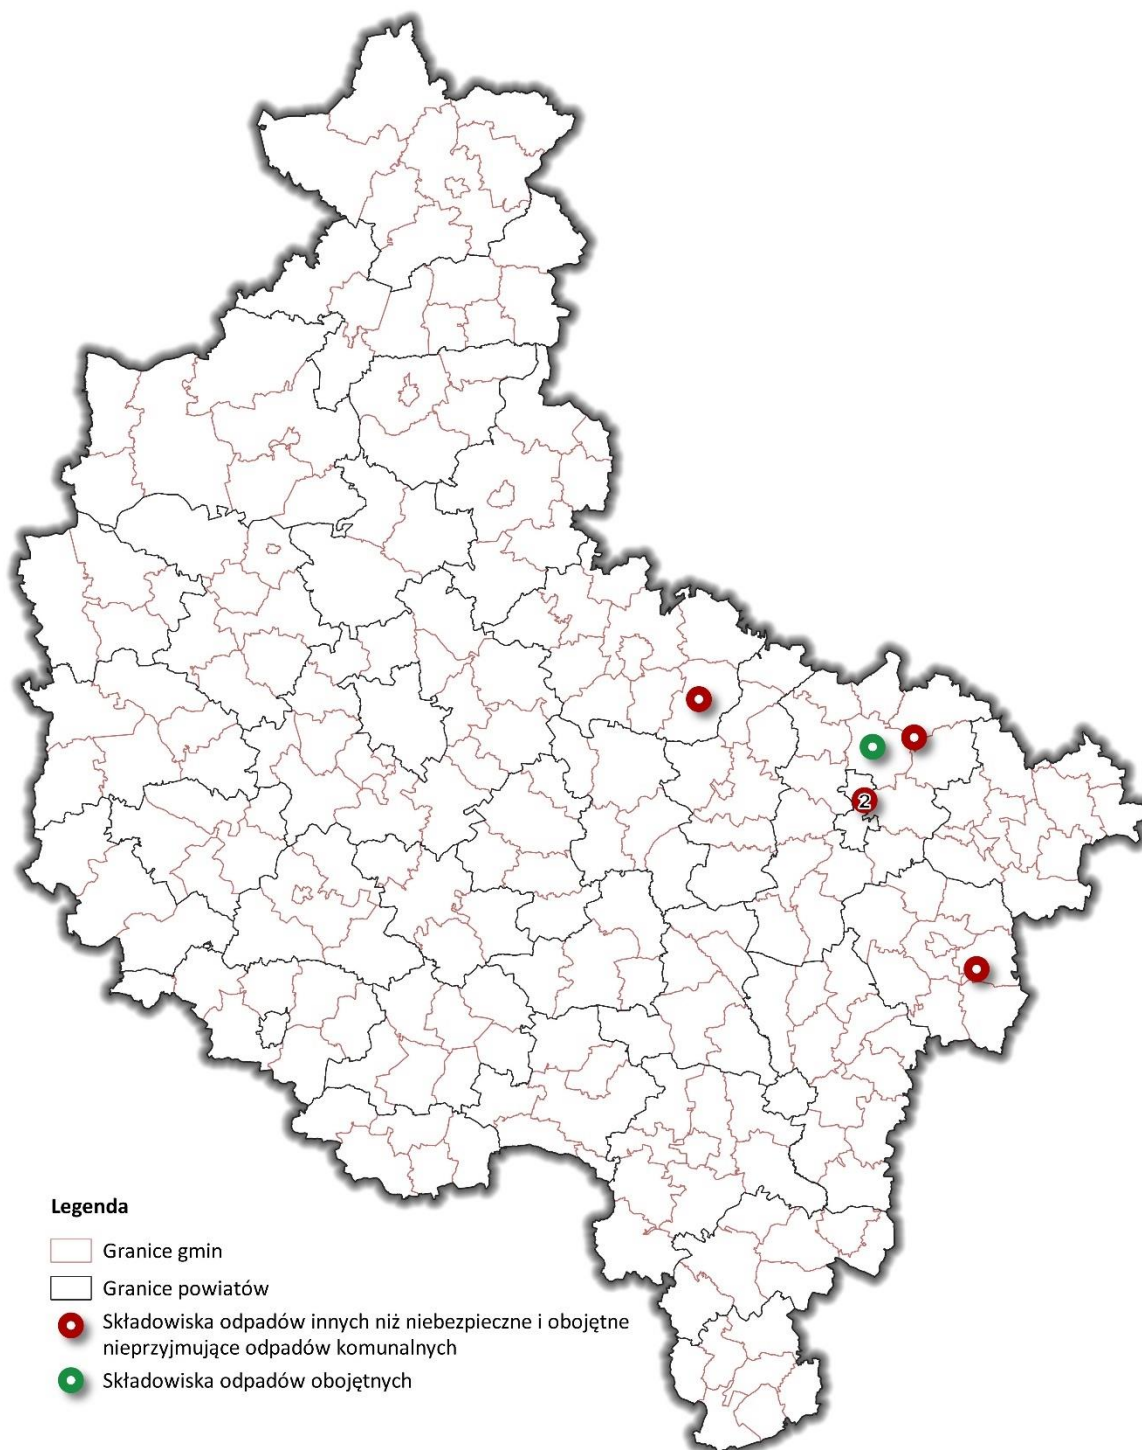 2
Legenda
Granice gmin
Granice powiatów
Składowiska odpadów innych niż niebezpieczne i obojętne
nieprzyjmujące odpadów komunalnych
Składowiska odpadów obojętnych